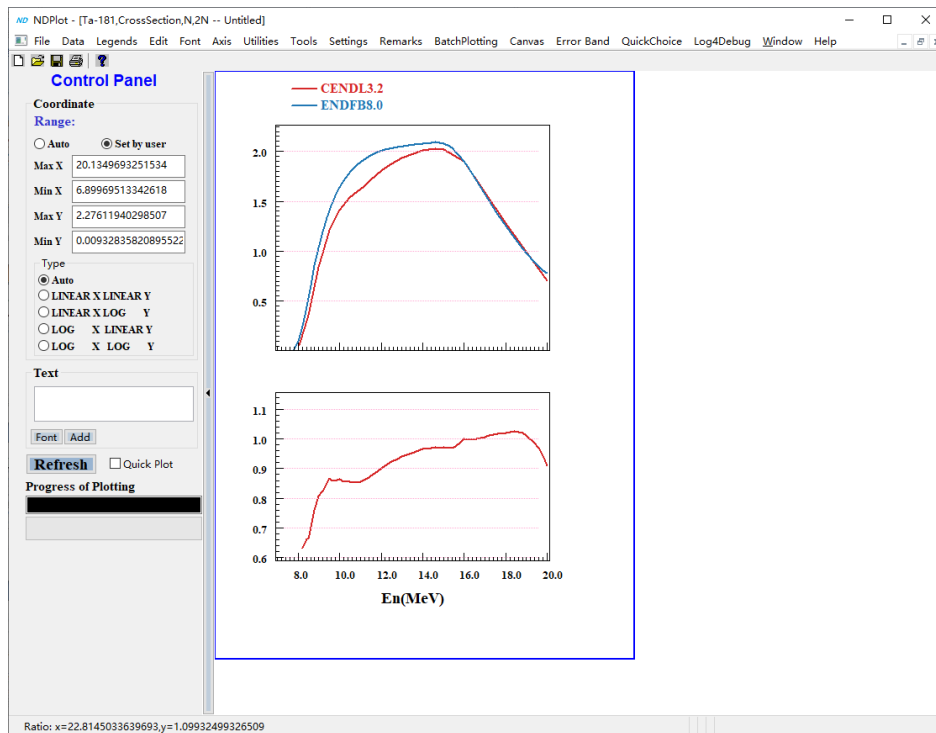 ND NDPlot - [Ta-181,CrossSection,N,2N -- Untitled]
File Data Legends Edit Font Axis Utilities Tools Settings Remarks BatchPlotting Canvas Error Band QuickChoice Log4Debug Window Help
Control Panel
Coordinate
Range:
Auto Set by user
Max X 20.1349693251534
Min X 6.89969513342618
Max Y 2.27611940298507
Min Y 0.00932835820895522
Type
Auto
LINEAR X LINEAR Y
LINEAR X LOG Y
LOG X LINEAR Y
LOG X LOG Y
Text
Font Add
Refresh Quick Plot
Progress of Plotting
CENDL3.2
ENDFB8.0
2.0
1.5
1.0
0.5
1.1
1.0
0.9
0.8
0.7
0.6
8.0 10.0 12.0 14.0 16.0 18.0 20.0
En(MeV)
Ratio: x=22.8145033639693,y=1.09932499326509